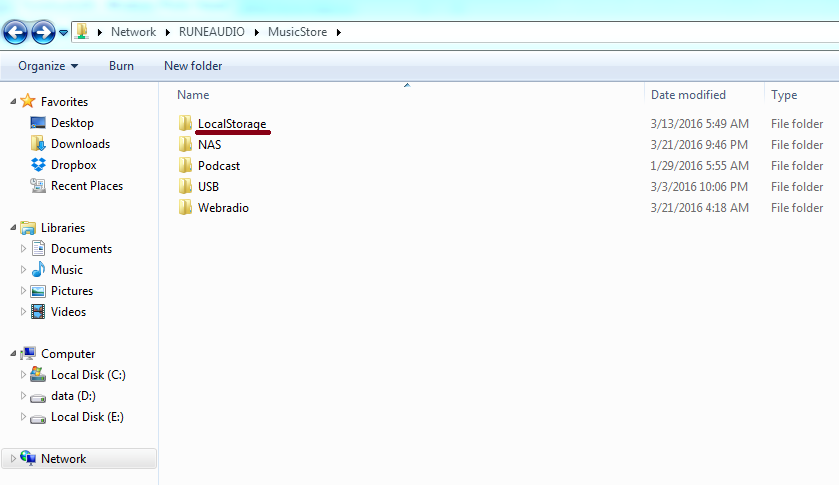 Network RUNEAUDIO MusicStore
Organize Burn New folder
Name Date modified Type
Favorites
Desktop
Downloads
Dropbox
Recent Places
Libraries
Documents
Music
Pictures
Videos
Computer
Local Disk (C:)
data (D:)
Local Disk (E:)
Network
LocalStorage 3/13/2016 5:49 AM File folder
NAS 3/21/2016 9:46 PM File folder
Podcast 1/29/2016 5:55 AM File folder
USB 3/3/2016 10:06 PM File folder
Webradio 3/21/2016 4:18 AM File folder